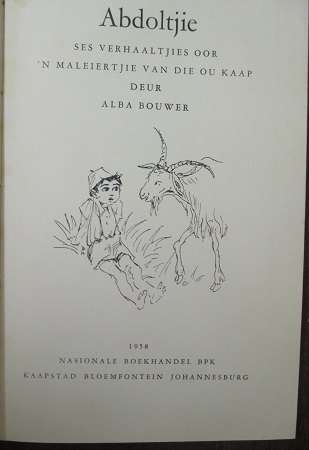 Abdoltjie
SES VERHAALTJIES OOR
'N MALEIERTJIE VAN DIE OU KAAP
DEUR
ALBA BOUWER
1958
NASIONALE BOEKHANDEL BPK
KAAPSTAD BLOEMFONTEIN JOHANNESBURG